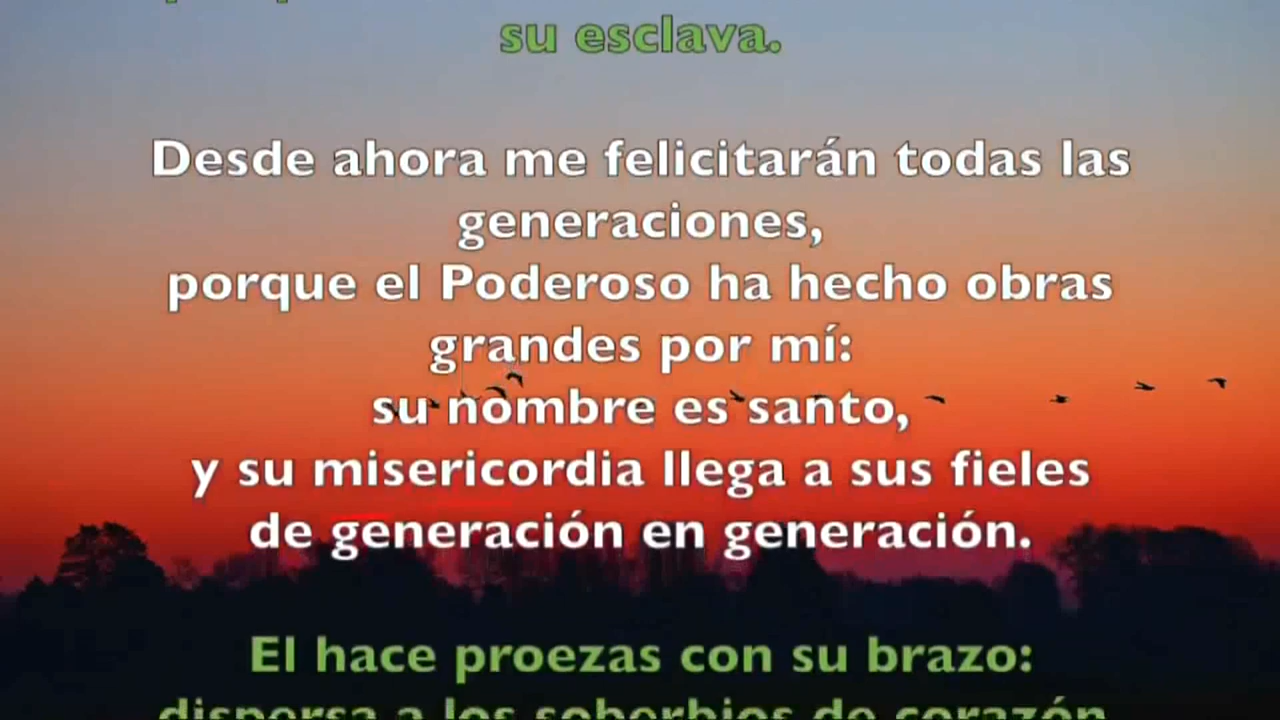 su esclava.
Desde ahora me felicitarán todas las
generaciones,
porque el Poderoso ha hecho obras
grandes por mí:
su nombre es santo,
y su misericordia llega a sus fieles
de generación en generación.
El hace proezas con su brazo:
dispersa a los soberbios de corazón